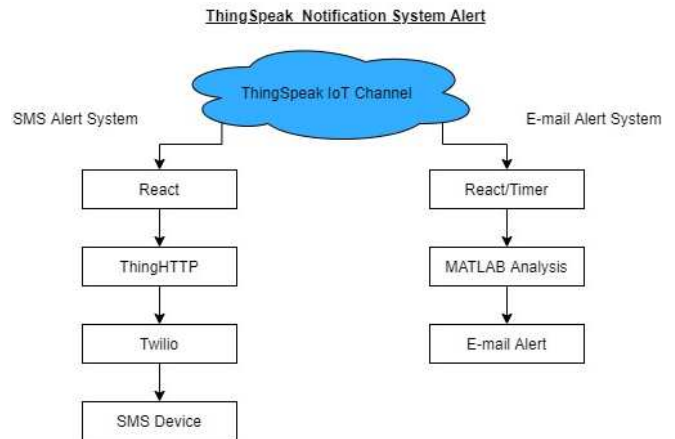 ThingSpeak Notification System Alert
ThingSpeak IoT Channel
SMS Alert System
E-mail Alert System
React
React/Timer
ThingHTTP
MATLAB Analysis
Twilio
E-mail Alert
SMS Device